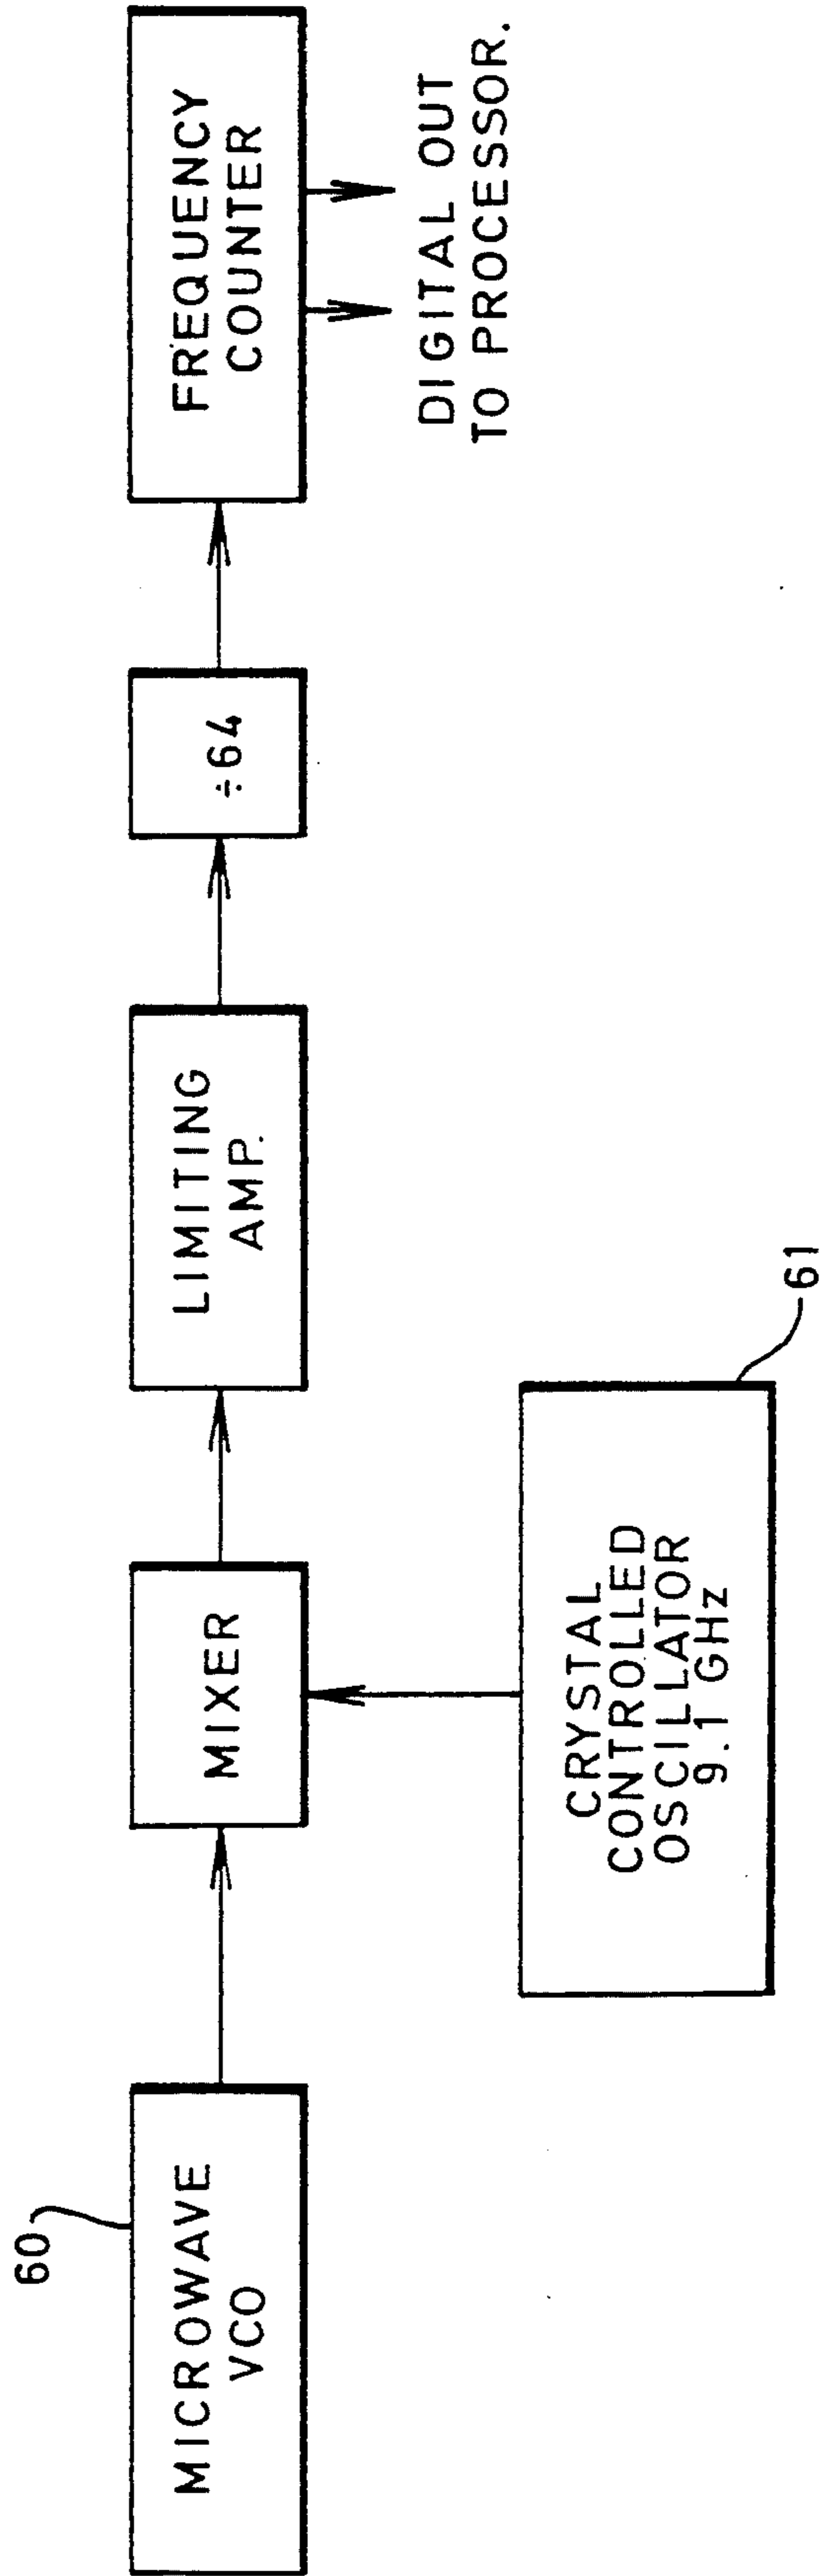 60
MICROWAVE
VCO
MIXER
LIMITING
AMP.
÷64
FREQUENCY
COUNTER
DIGITAL OUT
TO PROCESSOR.
CRYSTAL
CONTROLLED
OSCILLATOR
9.1 GHz
61